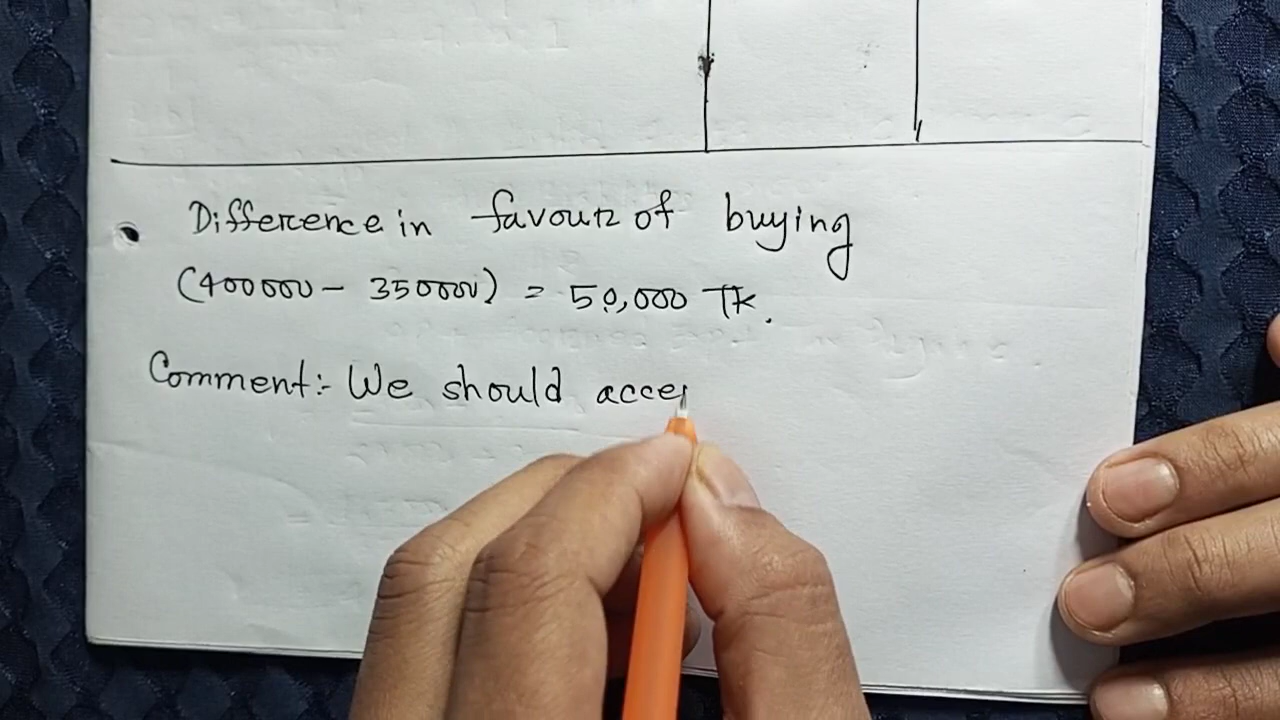 Difference in favour of buying
(400000 - 350000) = 50,000 TK.
Comment:- We should acce